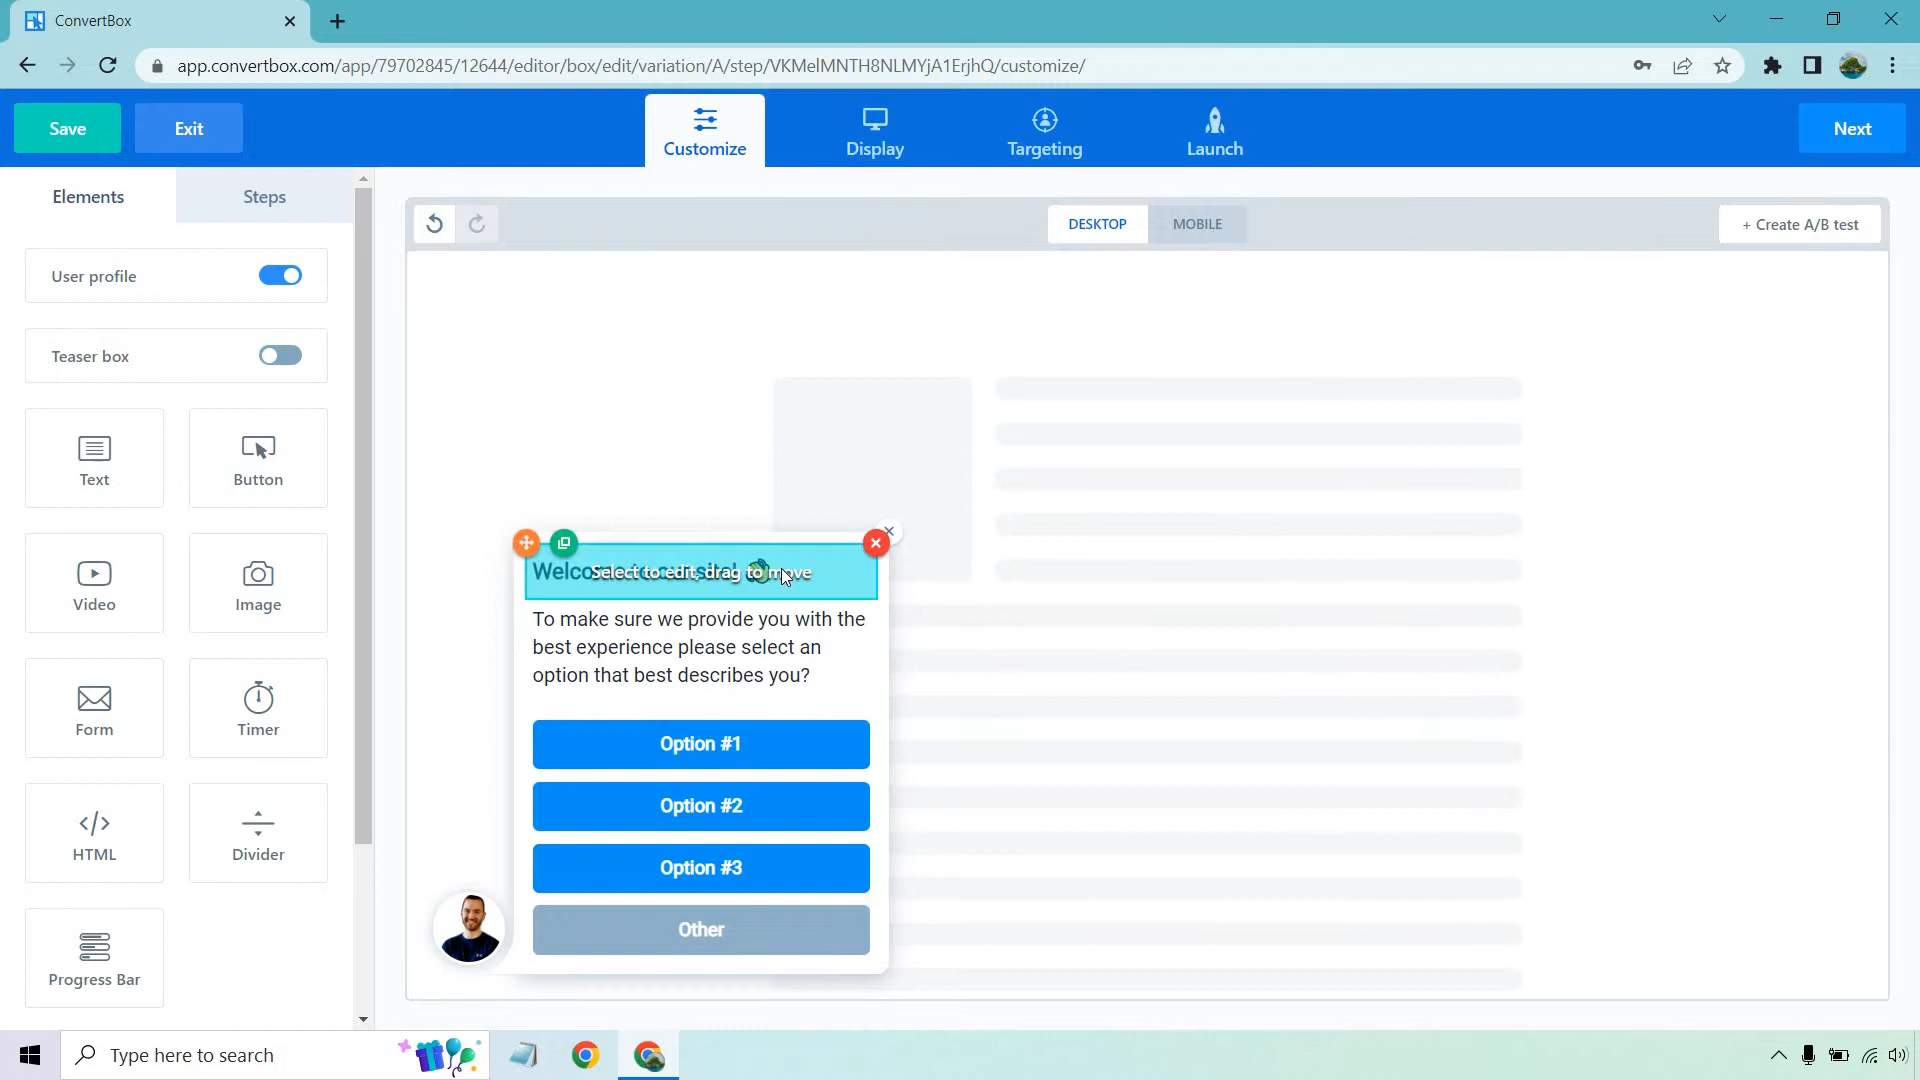 ConvertBox
app.convertbox.com/app/79702845/12644/editor/box/edit/variation/A/step/VKMelMNTH8NLMYjA1ErjhQ/customize/
Save
Exit
Customize
Display
Targeting
Launch
Next
Elements
Steps
DESKTOP
MOBILE
+ Create A/B test
User profile
Teaser box
Text
Button
Video
Image
Form
Timer
HTML
Divider
Progress Bar
Select to edit, drag to move
To make sure we provide you with the
best experience please select an
option that best describes you?
Option #1
Option #2
Option #3
Other
Type here to search